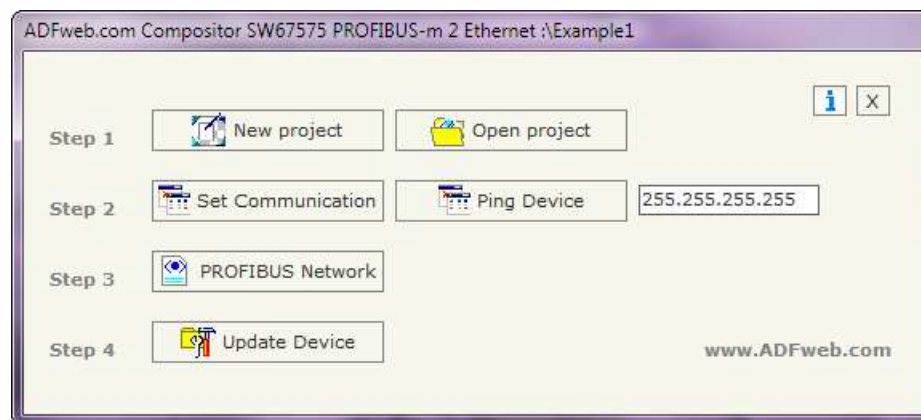 ADFweb.com Compositor SW67575 PROFIBUS-m 2 Ethernet :\Example1
i X
Step 1 New project Open project
Step 2 Set Communication Ping Device 255.255.255.255
Step 3 PROFIBUS Network
Step 4 Update Device
www.ADFweb.com